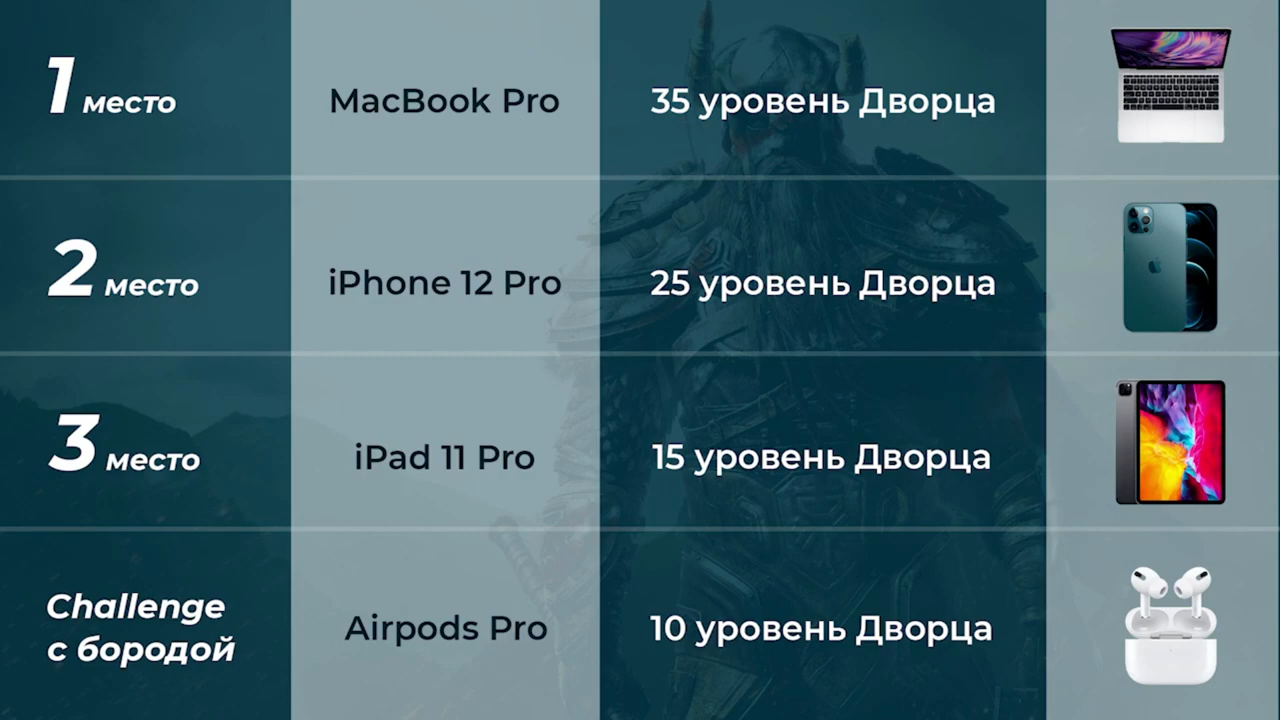 1 место
MacBook Pro
35 уровень Дворца
2 место
iPhone 12 Pro
25 уровень Дворца
3 место
iPad 11 Pro
15 уровень Дворца
Challenge
с бородой
Airpods Pro
10 уровень Дворца